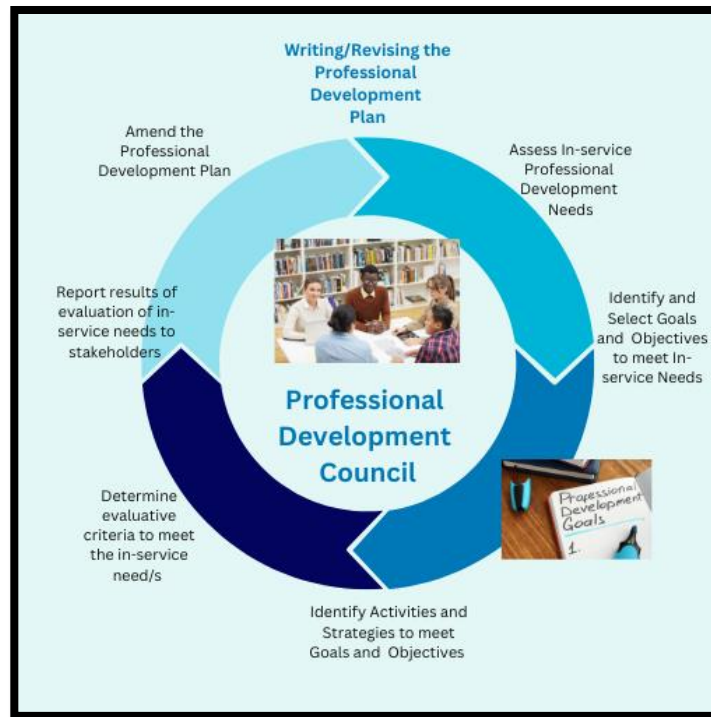 Writing/Revising the
Professional
Development
Plan
Assess In-service
Professional
Development
Needs
Identify and
Select Goals
and Objectives
to meet In-
service Needs
Identify Activities and
Strategies to meet
Goals and Objectives
Determine
evaluative
criteria to meet
the in-service
need/s
Report results of
evaluation of in-
service needs to
stakeholders
Amend the
Professional
Development Plan
Professional
Development
Council
Professional
Development
Goals
1.